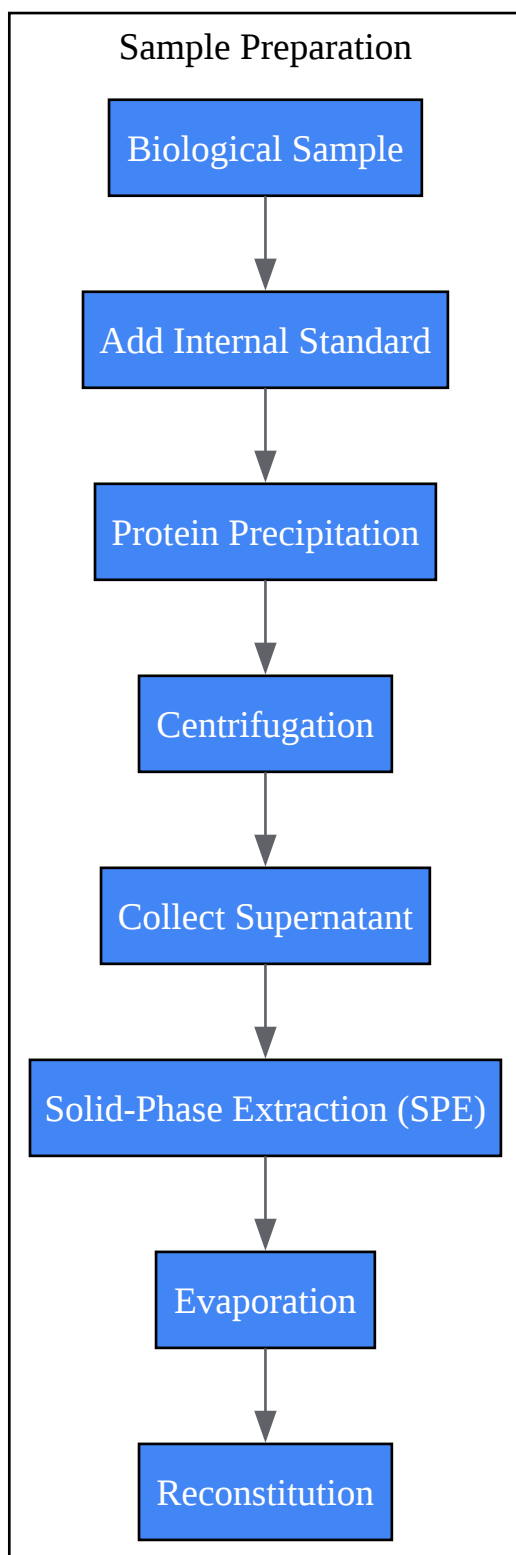 Sample Preparation
Biological Sample
Add Internal Standard
Protein Precipitation
Centrifugation
Collect Supernatant
Solid-Phase Extraction (SPE)
Evaporation
Reconstitution